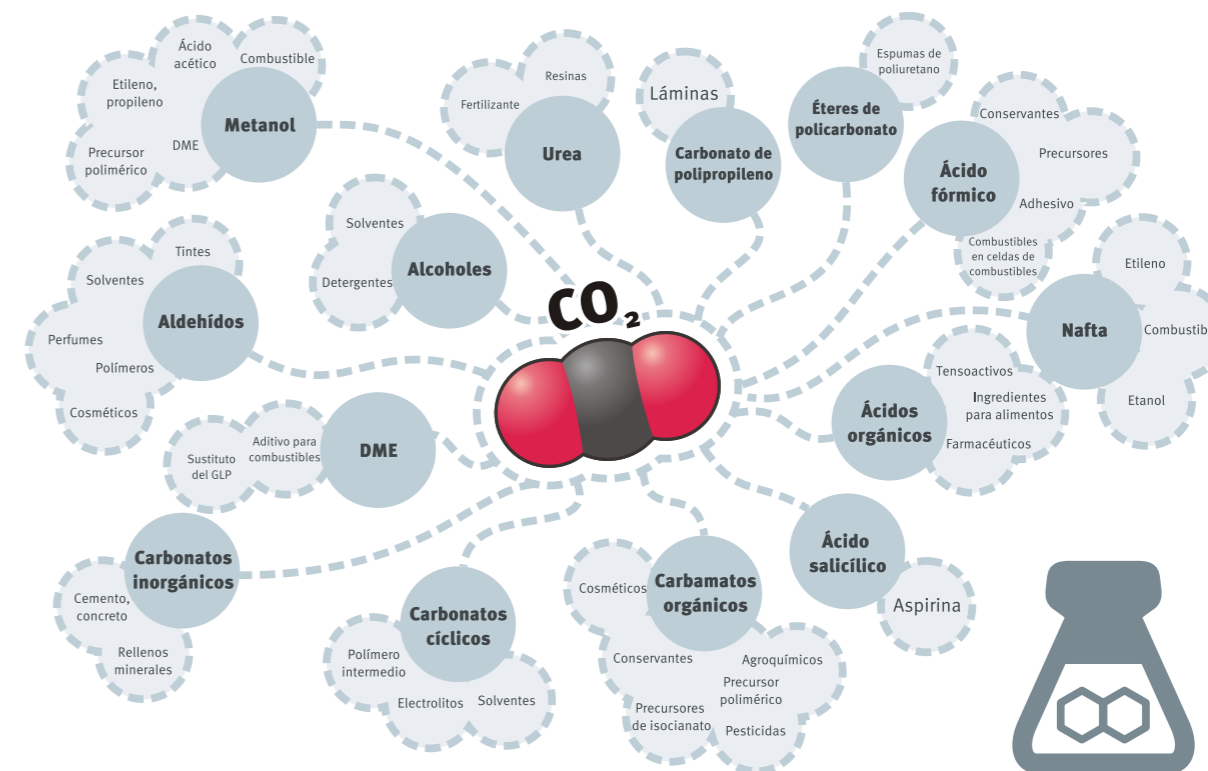 Ácido
acético
Combustible
Etileno,
propileno
Metanol
Precursor
polimérico
DME
Resinas
Fertilizante
Urea
Láminas
Carbonato de
polipropileno
Espumas de
poliuretano
Éteres de
policarbonato
Conservantes
Precursores
Ácido
fórmico
Adhesivo
Combustibles
en celdas de
combustibles
Solventes
Detergentes
Alcoholes
Tintes
Solventes
Aldehídos
Perfumes
Polímeros
Cosméticos
CO₂
Etileno
Nafta
Combustibl
Etanol
Tensoactivos
Ingredientes
para alimentos
Farmacéuticos
Ácidos
orgánicos
Aditivo para
combustibles
Sustituto
del GLP
DME
Carbonatos
inorgánicos
Cemento,
concreto
Rellenos
minerales
Carbonatos
cíclicos
Polímero
intermedio
Electrolitos
Solventes
Cosméticos
Carbamatos
orgánicos
Conservantes
Agroquímicos
Precursor
polimérico
Precursores
de isocianato
Pesticidas
Ácido
salicílico
Aspirina